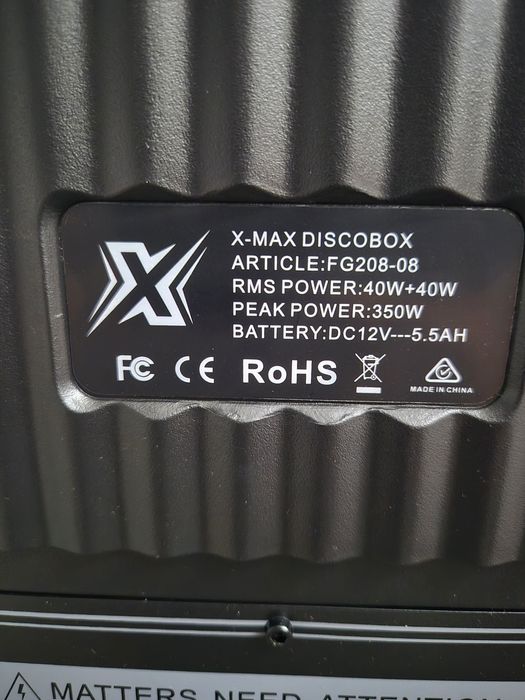 X
X-MAX DISCOBOX
ARTICLE:FG208-08
RMS POWER:40W+40W
PEAK POWER:350W
BATTERY:DC12V---5.5AH
FC CE RoHS
MADE IN CHINA
MATTERS NEED ATTENTION